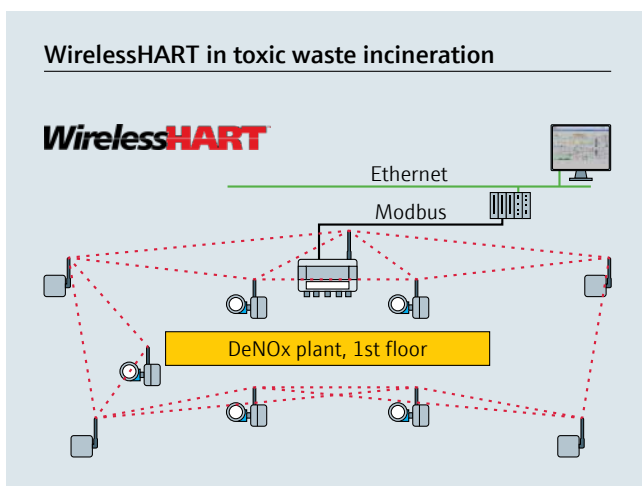 WirelessHART in toxic waste incineration
WirelessHART
Ethernet
Modbus
DeNOx plant, 1st floor